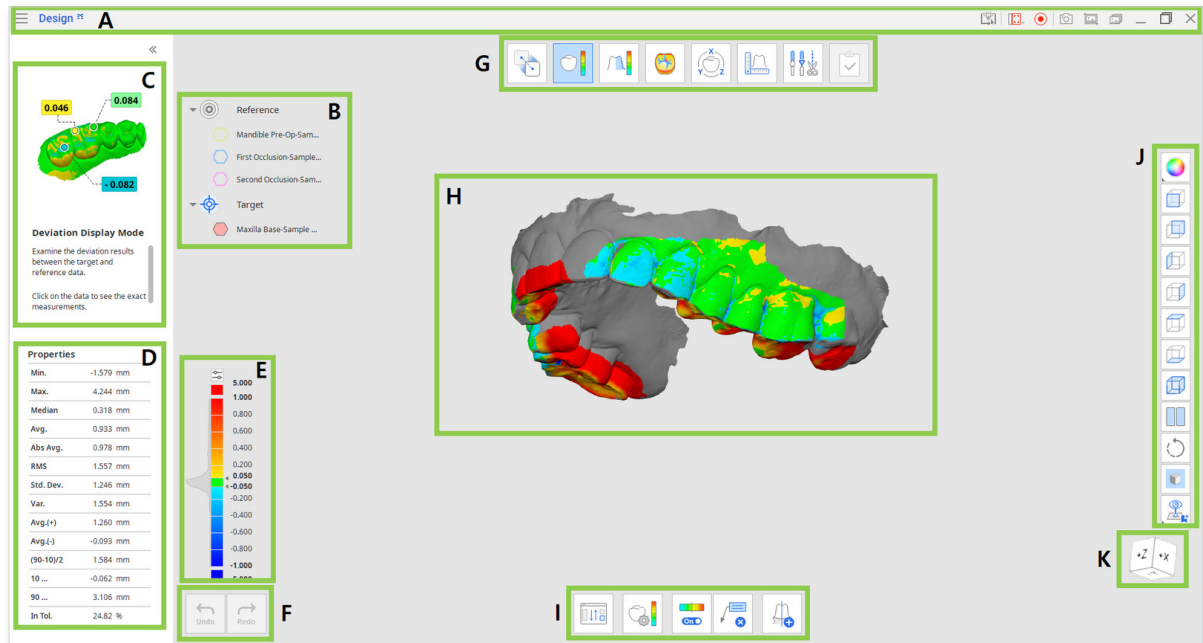 Design
A
C
0.046
0.084
- 0.082
Deviation Display Mode
Examine the deviation results
between the target and
reference data.
Click on the data to see the exact
measurements.
B
Reference
Mandible Pre-Op-Sam...
First Occlusion-Sample...
Second Occlusion-Sam...
Target
Maxilla Base-Sample ...
G
X
Y
Z
H
J
Properties
D
Min. -1.579 mm
Max. 4.244 mm
Median 0.318 mm
Avg. 0.933 mm
Abs Avg. 0.978 mm
RMS 1.557 mm
Std. Dev. 1.246 mm
Var. 1.554 mm
Avg.(+) 1.260 mm
Avg.(-) -0.093 mm
(90-10)/2 1.584 mm
10 ... -0.062 mm
90 ... 3.106 mm
In Tol. 24.82 %
E
5.000
1.000
0.800
0.600
0.400
0.200
0.050
-0.050
-0.200
-0.400
-0.600
-0.800
-1.000
-5.000
Undo
Redo
F
I
On
K
+Z
+X